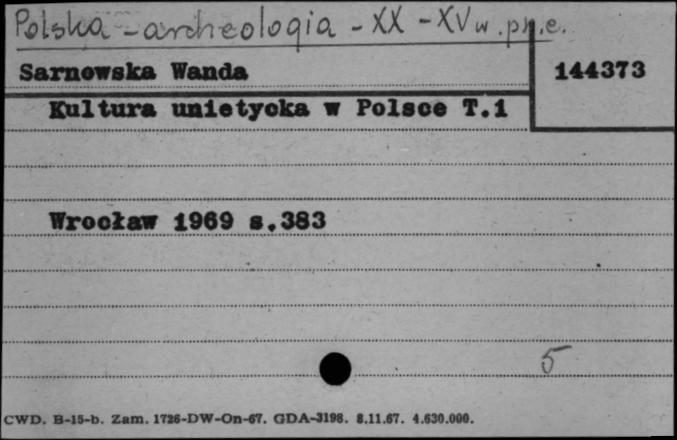 Polska - archeologia - XX - XV w. pn.e.
Sarnowska Wanda
144373
Kultura unietycka w Polsce T.1
Wrocław 1969 s.383
5
CWD. B-15-b. Zam. 1726-DW-On-67. GDA-3198. 8.11.67. 4.630.000.